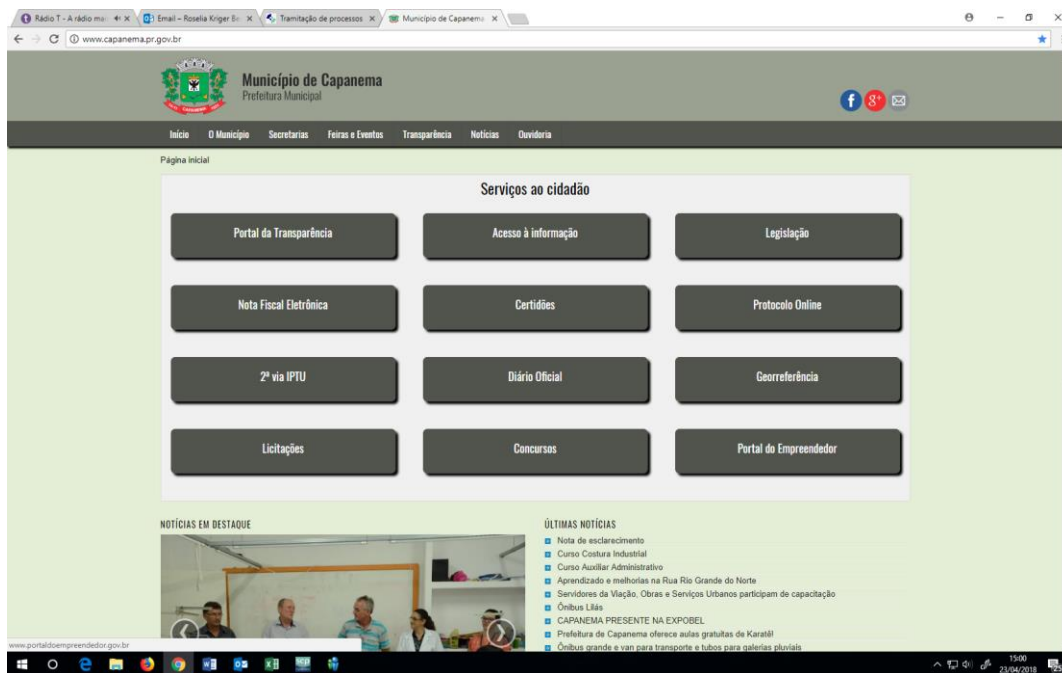 Rádio T - A rádio mai
Email – Roselia Kriger Be
Tramitação de processos
Município de Capanema
www.capanema.pr.gov.br
Município de Capanema
Prefeitura Municipal
Início O Município Secretarias Feiras e Eventos Transparência Notícias Ouvidoria
Página inicial
Serviços ao cidadão
Portal da Transparência Acesso à informação Legislação
Nota Fiscal Eletrônica Certidões Protocolo Online
2ª via IPTU Diário Oficial Georreferência
Licitações Concursos Portal do Empreendedor
NOTÍCIAS EM DESTAQUE
ÚLTIMAS NOTÍCIAS
Nota de esclarecimento
Curso Costura Industrial
Curso Auxiliar Administrativo
Aprendizado e melhorias na Rua Rio Grande do Norte
Servidores da Viação, Obras e Serviços Urbanos participam de capacitação
Ônibus Lilás
CAPANEMA PRESENTE NA EXPOBEL
Prefeitura de Capanema oferece aulas gratuitas de Karatê!
Ônibus grande e van para transporte e tubos para galerias pluviais
www.portaldoempreendedor.gov.br
15:00
23/04/2018